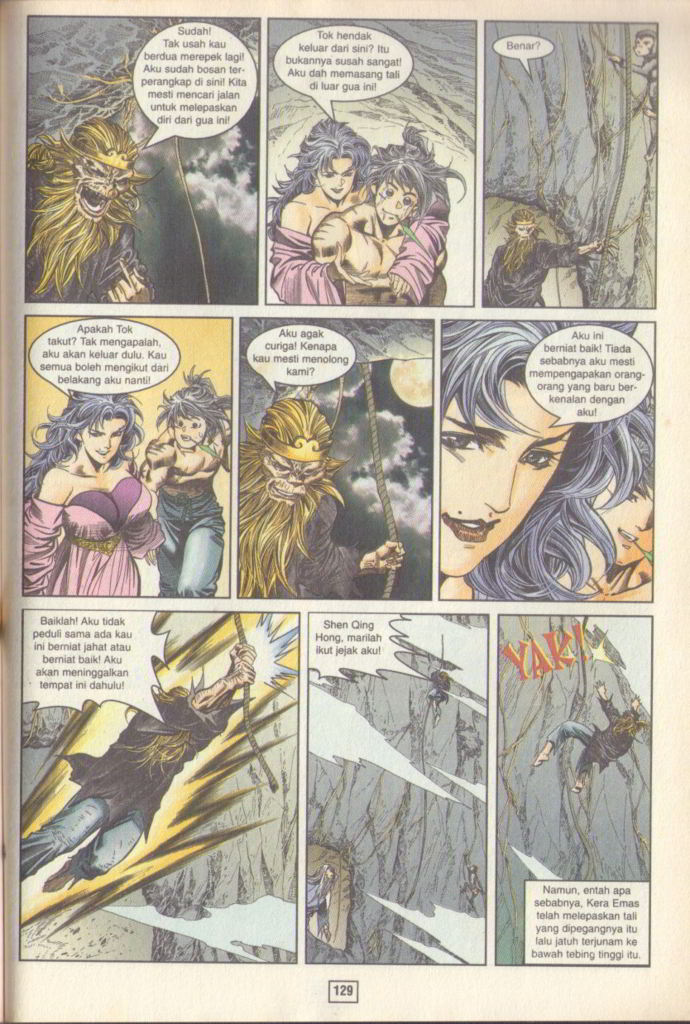 Sudah!
Tak usah kau
berdua merepek lagi!
Aku sudah bosan ter-
perangkap di sini! Kita
mesti mencari jalan
untuk melepaskan
diri dari gua ini!
Tok hendak
keluar dari sini? Itu
bukannya susah sangat!
Aku dah memasang tali
di luar gua ini!
Benar?
Apakah Tok
takut? Tak mengapalah,
aku akan keluar dulu. Kau
semua boleh mengikut dari
belakang aku nanti!
Aku agak
curiga! Kenapa
kau mesti menolong
kami?
Aku ini
berniat baik! Tiada
sebabnya aku mesti
mempengapakan orang-
orang yang baru ber-
kenalan dengan
aku!
Baiklah! Aku tidak
peduli sama ada kau
ini berniat jahat atau
berniat baik! Aku
akan meninggalkan
tempat ini dahulu!
Shen Qing
Hong, marilah
ikut jejak aku!
YAK!
Namun, entah apa
sebabnya, Kera Emas
telah melepaskan tali
yang dipegangnya itu
lalu jatuh terjunam ke
bawah tebing tinggi itu.
129